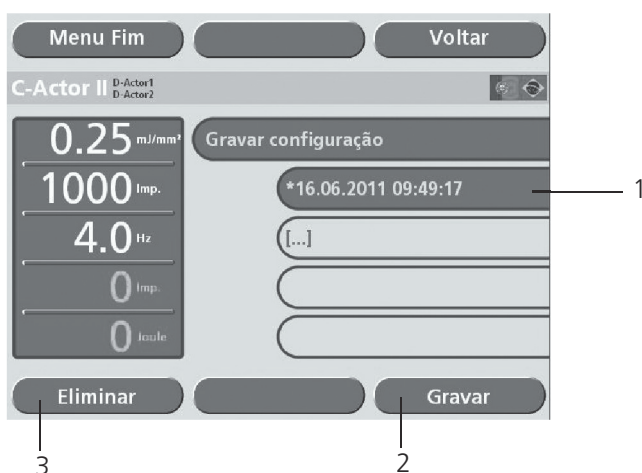 Menu Fim
Voltar
C-Actor II D-Actor1
D-Actor2
0.25 mJ/mm²
1000 Imp.
4.0 Hz
0 Imp.
0 Joule
Gravar configuração
*16.06.2011 09:49:17
1
[...]
Eliminar
Gravar
3
2